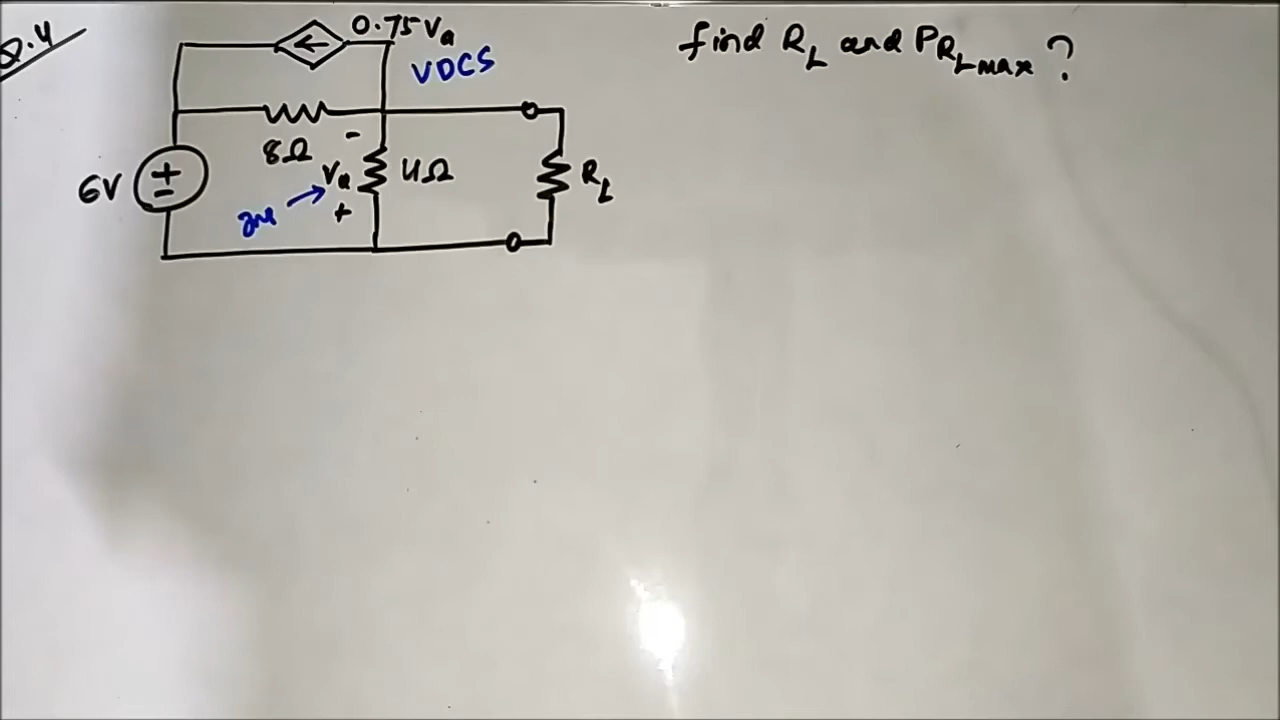 Q.4
0.75Va
VDCS
find RL and PRLMAX ?
8Ω
6V
+
-
-
Va
+
4Ω
RL